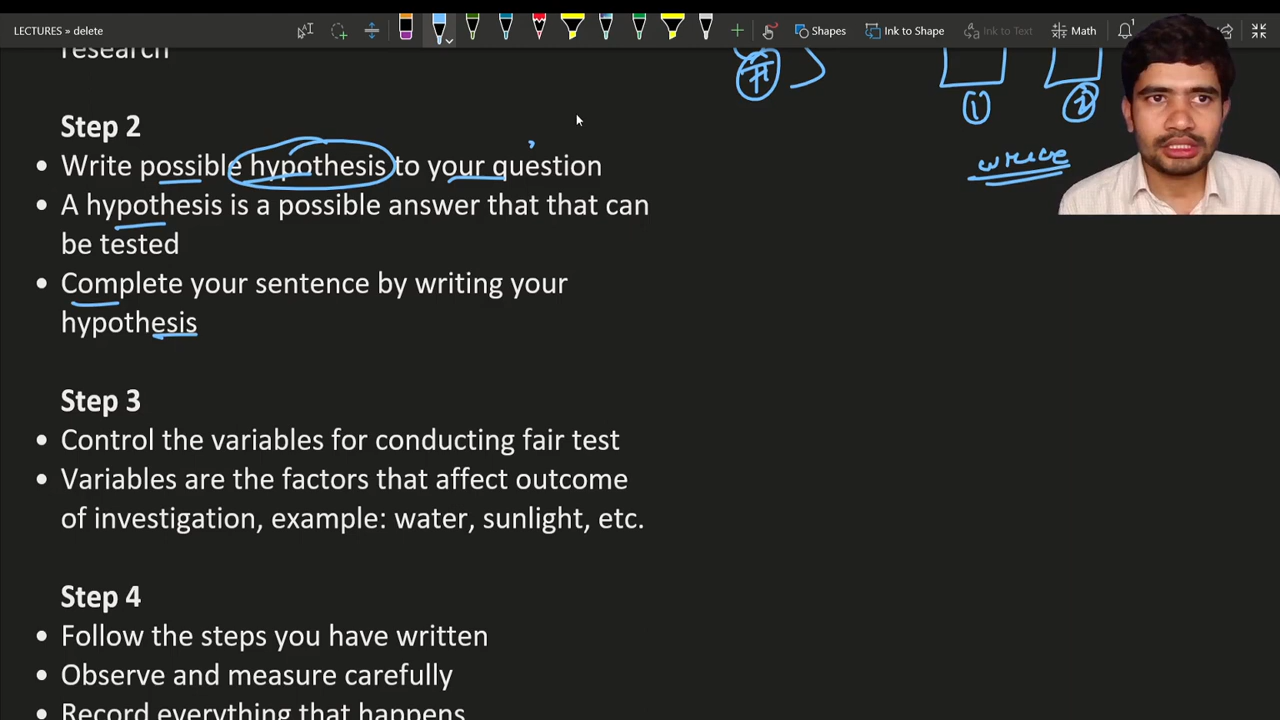 LECTURES » delete
Shapes
Ink to Shape
Ink to Text
Math
1
research
1
2
Step 2
• Write possible hypothesis to your question
• A hypothesis is a possible answer that that can
be tested
• Complete your sentence by writing your
hypothesis
Step 3
• Control the variables for conducting fair test
• Variables are the factors that affect outcome
of investigation, example: water, sunlight, etc.
Step 4
• Follow the steps you have written
• Observe and measure carefully
• Record everything that happens